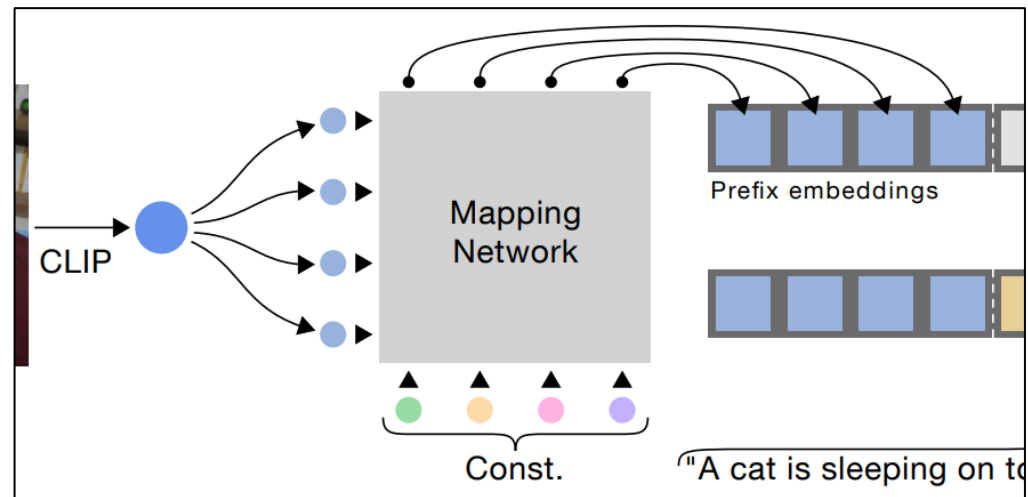 CLIP
Mapping
Network
Prefix embeddings
Const.
"A cat is sleeping on